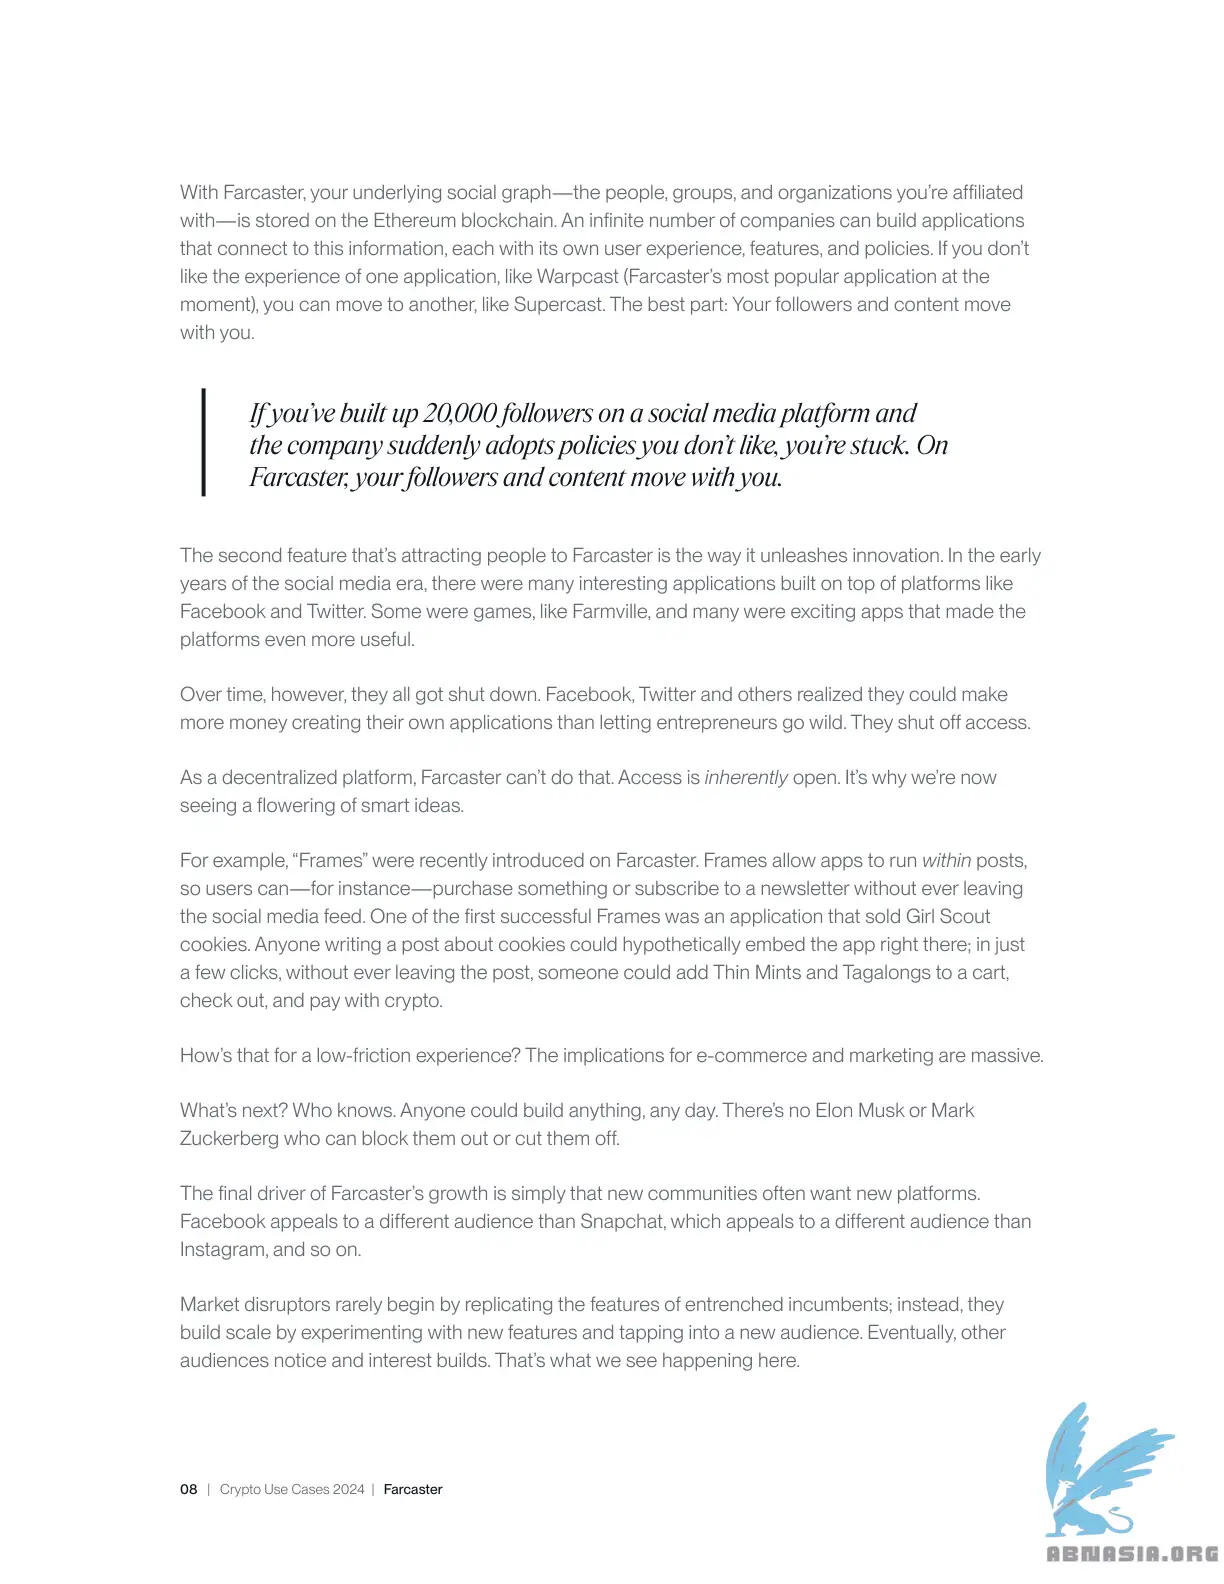 With Farcaster, your underlying social graph—the people, groups, and organizations you’re affiliated
with—is stored on the Ethereum blockchain. An infinite number of companies can build applications
that connect to this information, each with its own user experience, features, and policies. If you don’t
like the experience of one application, like Warpcast (Farcaster’s most popular application at the
moment), you can move to another, like Supercast. The best part: Your followers and content move
with you.
If you’ve built up 20,000 followers on a social media platform and
the company suddenly adopts policies you don’t like, you’re stuck. On
Farcaster, your followers and content move with you.
The second feature that’s attracting people to Farcaster is the way it unleashes innovation. In the early
years of the social media era, there were many interesting applications built on top of platforms like
Facebook and Twitter. Some were games, like Farmville, and many were exciting apps that made the
platforms even more useful.
Over time, however, they all got shut down. Facebook, Twitter and others realized they could make
more money creating their own applications than letting entrepreneurs go wild. They shut off access.
As a decentralized platform, Farcaster can’t do that. Access is inherently open. It’s why we’re now
seeing a flowering of smart ideas.
For example, “Frames” were recently introduced on Farcaster. Frames allow apps to run within posts,
so users can—for instance—purchase something or subscribe to a newsletter without ever leaving
the social media feed. One of the first successful Frames was an application that sold Girl Scout
cookies. Anyone writing a post about cookies could hypothetically embed the app right there; in just
a few clicks, without ever leaving the post, someone could add Thin Mints and Tagalongs to a cart,
check out, and pay with crypto.
How’s that for a low-friction experience? The implications for e-commerce and marketing are massive.
What’s next? Who knows. Anyone could build anything, any day. There’s no Elon Musk or Mark
Zuckerberg who can block them out or cut them off.
The final driver of Farcaster’s growth is simply that new communities often want new platforms.
Facebook appeals to a different audience than Snapchat, which appeals to a different audience than
Instagram, and so on.
Market disruptors rarely begin by replicating the features of entrenched incumbents; instead, they
build scale by experimenting with new features and tapping into a new audience. Eventually, other
audiences notice and interest builds. That’s what we see happening here.
08 | Crypto Use Cases 2024 | Farcaster
ABNASIA.ORG